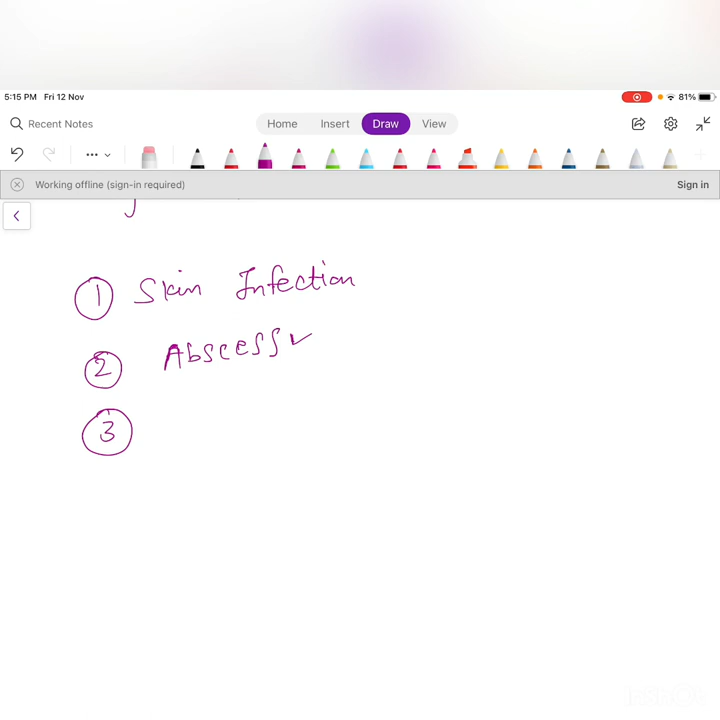 5:15 PM Fri 12 Nov
81%
Recent Notes
Home Insert Draw View
Working offline (sign-in required)
Sign in
1 Skin Infection
2 Abscess
3
InShOt